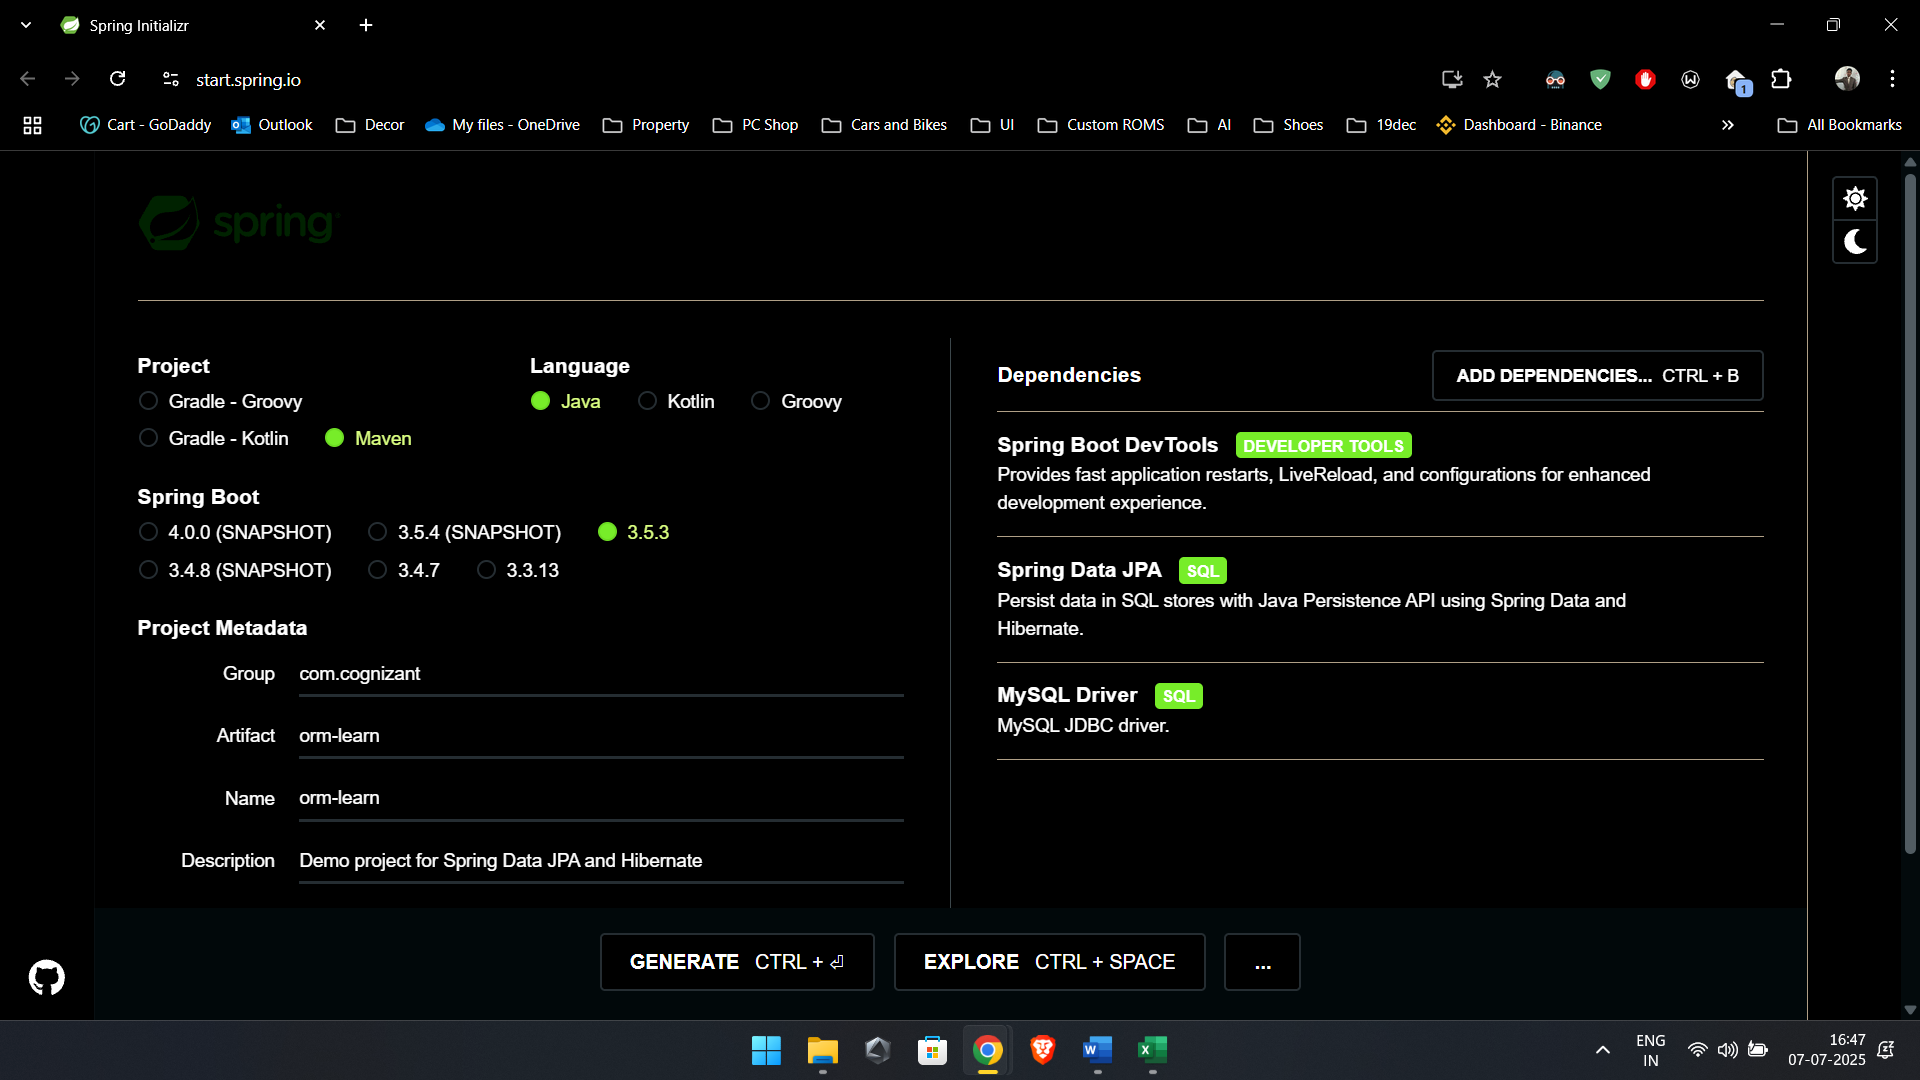 Spring Initializr
start.spring.io
1
Cart - GoDaddy Outlook Decor My files - OneDrive Property PC Shop Cars and Bikes UI Custom ROMS AI Shoes 19dec Dashboard - Binance » All Bookmarks
spring
Project
Gradle - Groovy
Gradle - Kotlin Maven
Language
Java Kotlin Groovy
Spring Boot
4.0.0 (SNAPSHOT) 3.5.4 (SNAPSHOT) 3.5.3
3.4.8 (SNAPSHOT) 3.4.7 3.3.13
Project Metadata
Group com.cognizant
Artifact orm-learn
Name orm-learn
Description Demo project for Spring Data JPA and Hibernate
Dependencies
ADD DEPENDENCIES... CTRL + B
Spring Boot DevTools DEVELOPER TOOLS
Provides fast application restarts, LiveReload, and configurations for enhanced
development experience.
Spring Data JPA SQL
Persist data in SQL stores with Java Persistence API using Spring Data and
Hibernate.
MySQL Driver SQL
MySQL JDBC driver.
GENERATE CTRL + ⏎
EXPLORE CTRL + SPACE
...
ENG
IN
16:47
07-07-2025